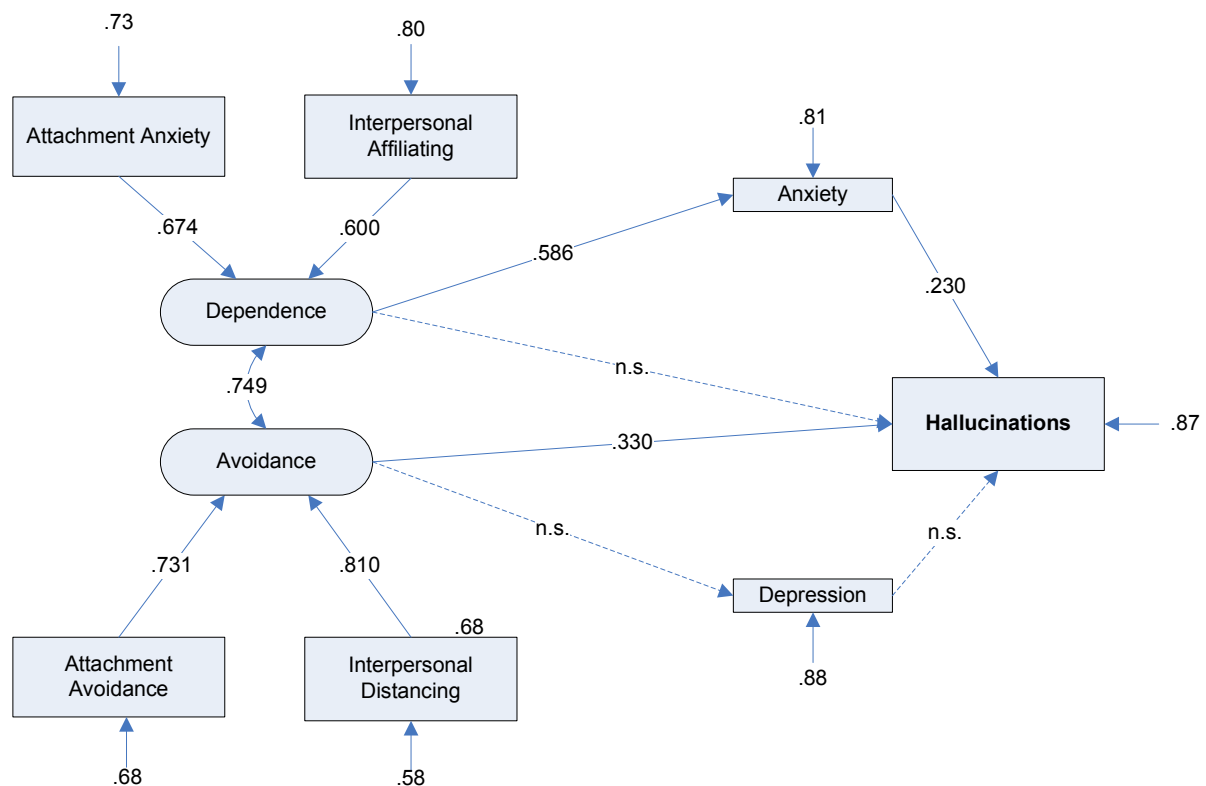 .73
.80
Attachment Anxiety
Interpersonal
Affiliating
.81
Anxiety
.674
.600
.586
.230
Dependence
n.s.
.749
.330
Hallucinations
.87
Avoidance
n.s.
n.s.
.731
.810
Depression
.68
Attachment
Avoidance
Interpersonal
Distancing
.88
.68
.58